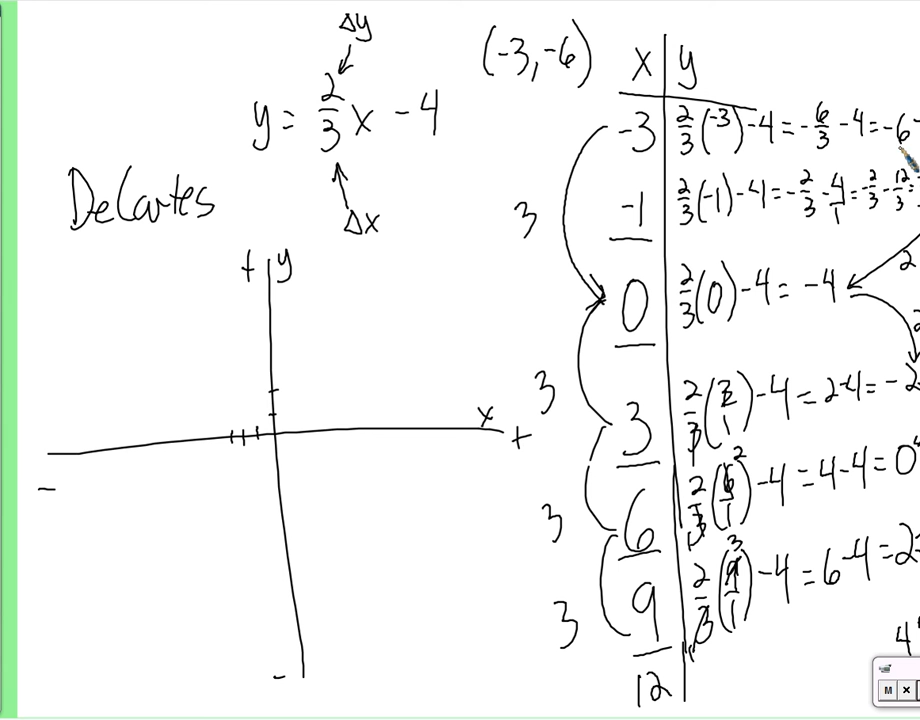 Δy
y = 2/3 x - 4
Δx
DeCartes
+ y
x
+
-
-
(-3,-6)
x | y
-3 | 2/3(-3) -4 = -6/3 -4 = -6
-1 | 2/3(-1) -4 = -2/3 - 4/1 = -2/3 - 12/3 =
0 | 2/3(0) -4 = -4
3 | 2/3(3/1) -4 = 2-4 = -2
6 | 2/3(6/1) -4 = 4-4 = 0
9 | 2/3(9/1) -4 = 6-4 = 2
12
3
3
3
3
2
2
4
M